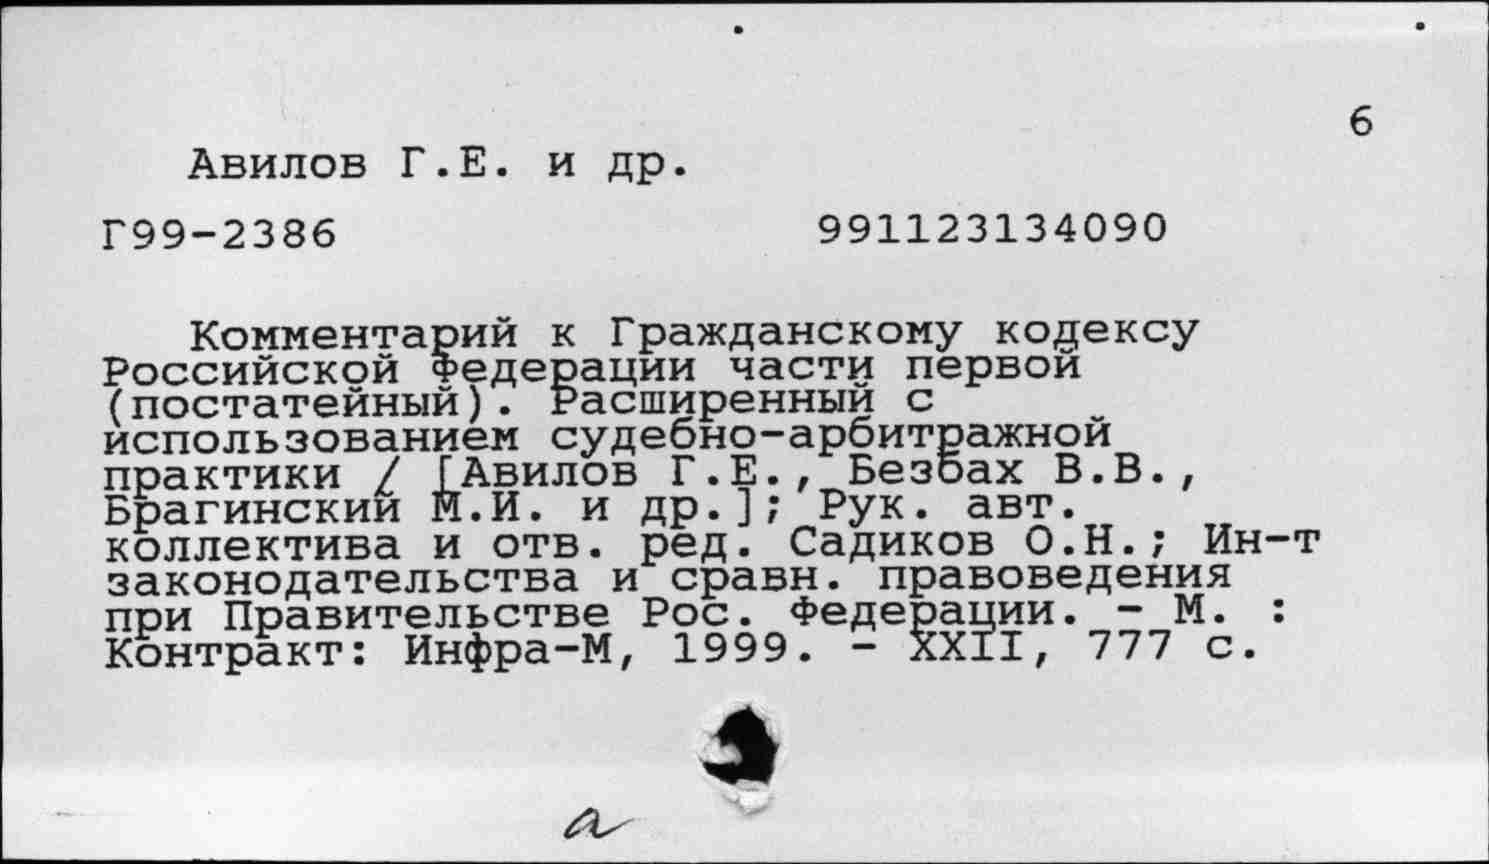 6
Авилов Г.Е. и др.
Г99-2386 991123134090
Комментарий к Гражданскому кодексу
Российской Федерации части первой
(постатейный). Расширенный с
использованием судебно-арбитражной
практики / [Авилов Г.Е., Безбах В.В.,
Брагинский М.И. и др.]; Рук. авт.
коллектива и отв. ред. Садиков О.Н.; Ин-т
законодательства и сравн. правоведения
при Правительстве Рос. Федерации. - М. :
Контракт: Инфра-М, 1999. - XXII, 777 с.
а